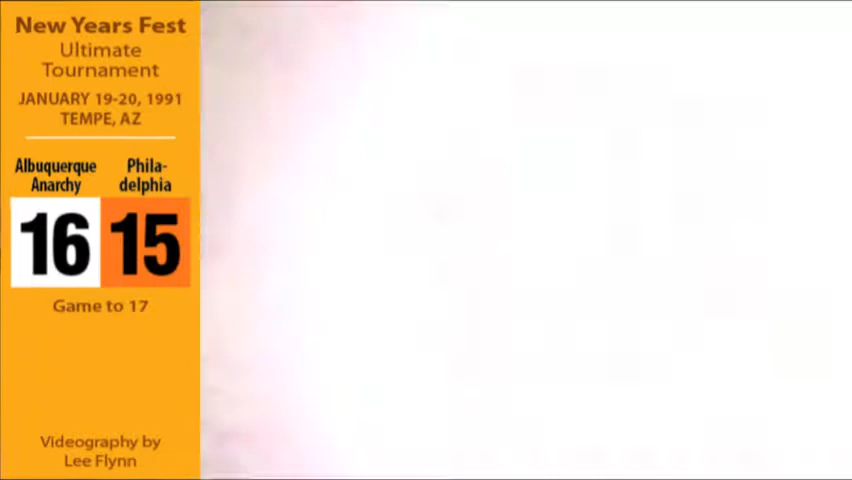 New Years Fest
Ultimate
Tournament
JANUARY 19-20, 1991
TEMPE, AZ
Albuquerque
Anarchy
Phila-
delphia
16 15
Game to 17
Videography by
Lee Flynn